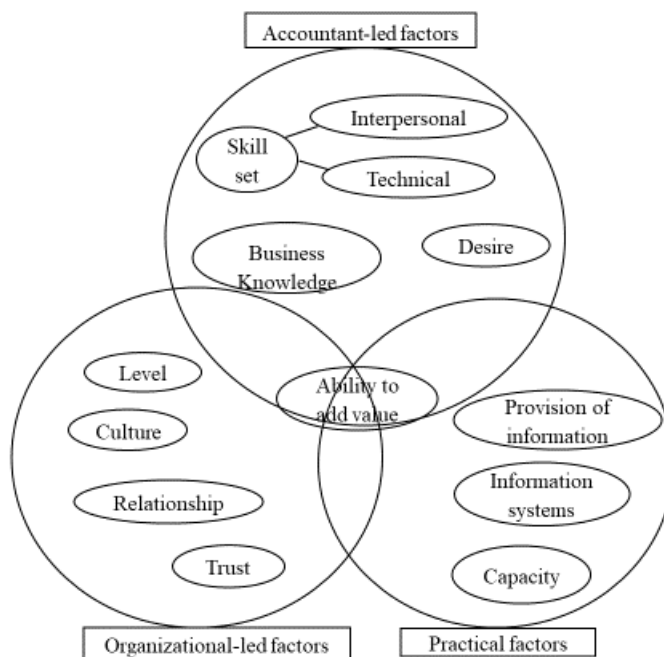 Accountant-led factors
Interpersonal
Skill
set
Technical
Business
Knowledge
Desire
Level
Ability to
add value
Culture
Provision of
information
Relationship
Information
systems
Trust
Capacity
Organizational-led factors
Practical factors